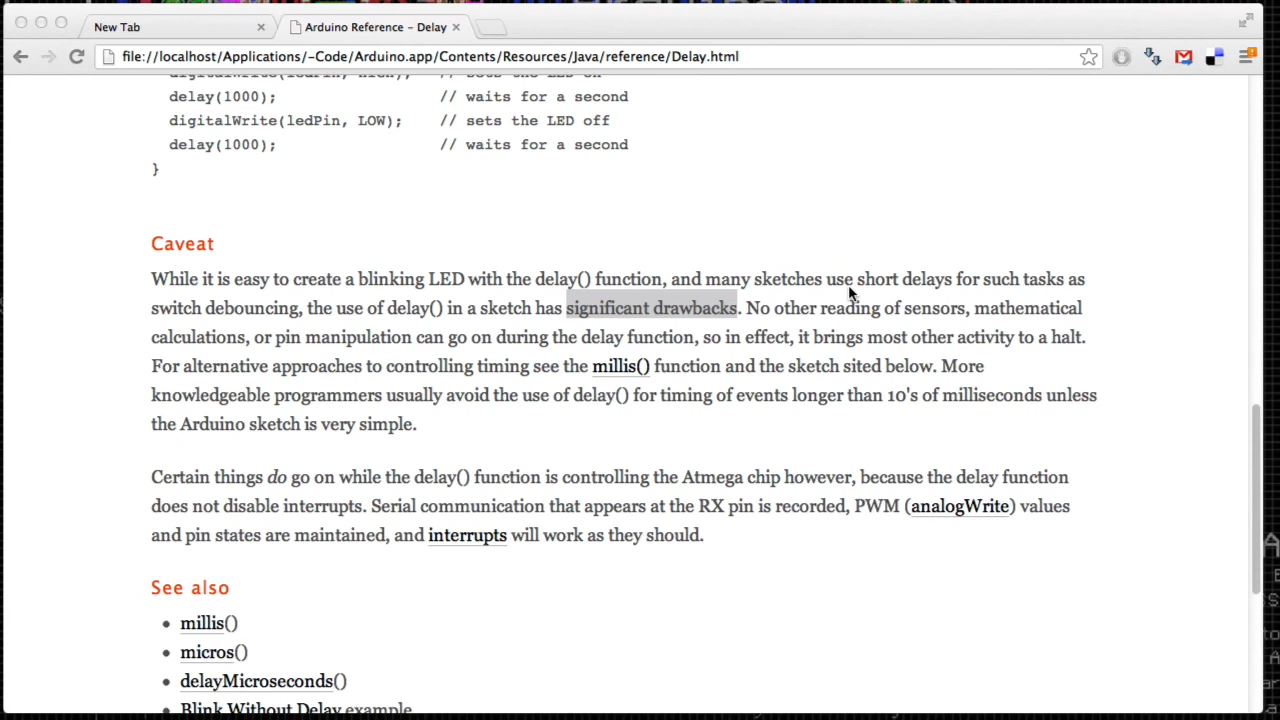 New Tab
Arduino Reference – Delay
file://localhost/Applications/-Code/Arduino.app/Contents/Resources/Java/reference/Delay.html
delay(1000); // waits for a second
digitalWrite(ledPin, LOW); // sets the LED off
delay(1000); // waits for a second
}
Caveat
While it is easy to create a blinking LED with the delay() function, and many sketches use short delays for such tasks as
switch debouncing, the use of delay() in a sketch has significant drawbacks. No other reading of sensors, mathematical
calculations, or pin manipulation can go on during the delay function, so in effect, it brings most other activity to a halt.
For alternative approaches to controlling timing see the millis() function and the sketch sited below. More
knowledgeable programmers usually avoid the use of delay() for timing of events longer than 10's of milliseconds unless
the Arduino sketch is very simple.
Certain things do go on while the delay() function is controlling the Atmega chip however, because the delay function
does not disable interrupts. Serial communication that appears at the RX pin is recorded, PWM (analogWrite) values
and pin states are maintained, and interrupts will work as they should.
See also
• millis()
• micros()
• delayMicroseconds()
• Blink Without Delay example